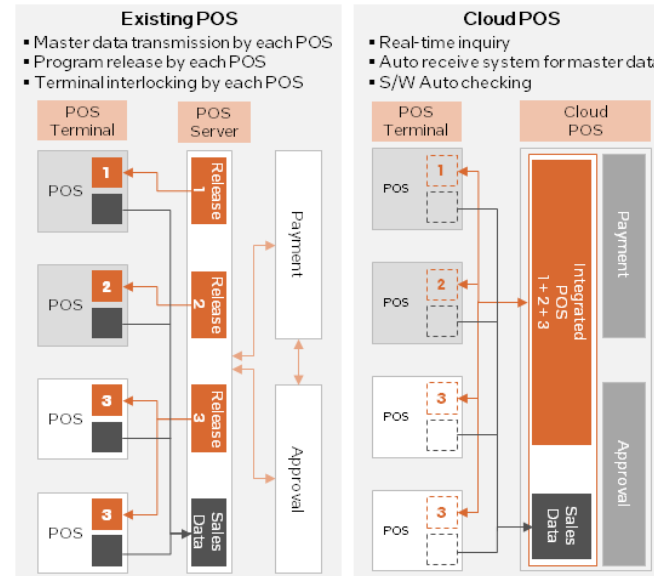 Existing POS
▪ Master data transmission by each POS
▪ Program release by each POS
▪ Terminal interlocking by each POS
POS
Terminal
POS
Server
POS
1
Release
1
POS
2
Release
2
POS
3
Release
3
POS
3
Sales
Data
Payment
Approval
Cloud POS
▪ Real-time inquiry
▪ Auto receive system for master data
▪ S/W Auto checking
POS
Terminal
Cloud
POS
POS
1
POS
2
POS
3
POS
3
Integrated
POS
1 + 2 + 3
Sales
Data
Payment
Approval